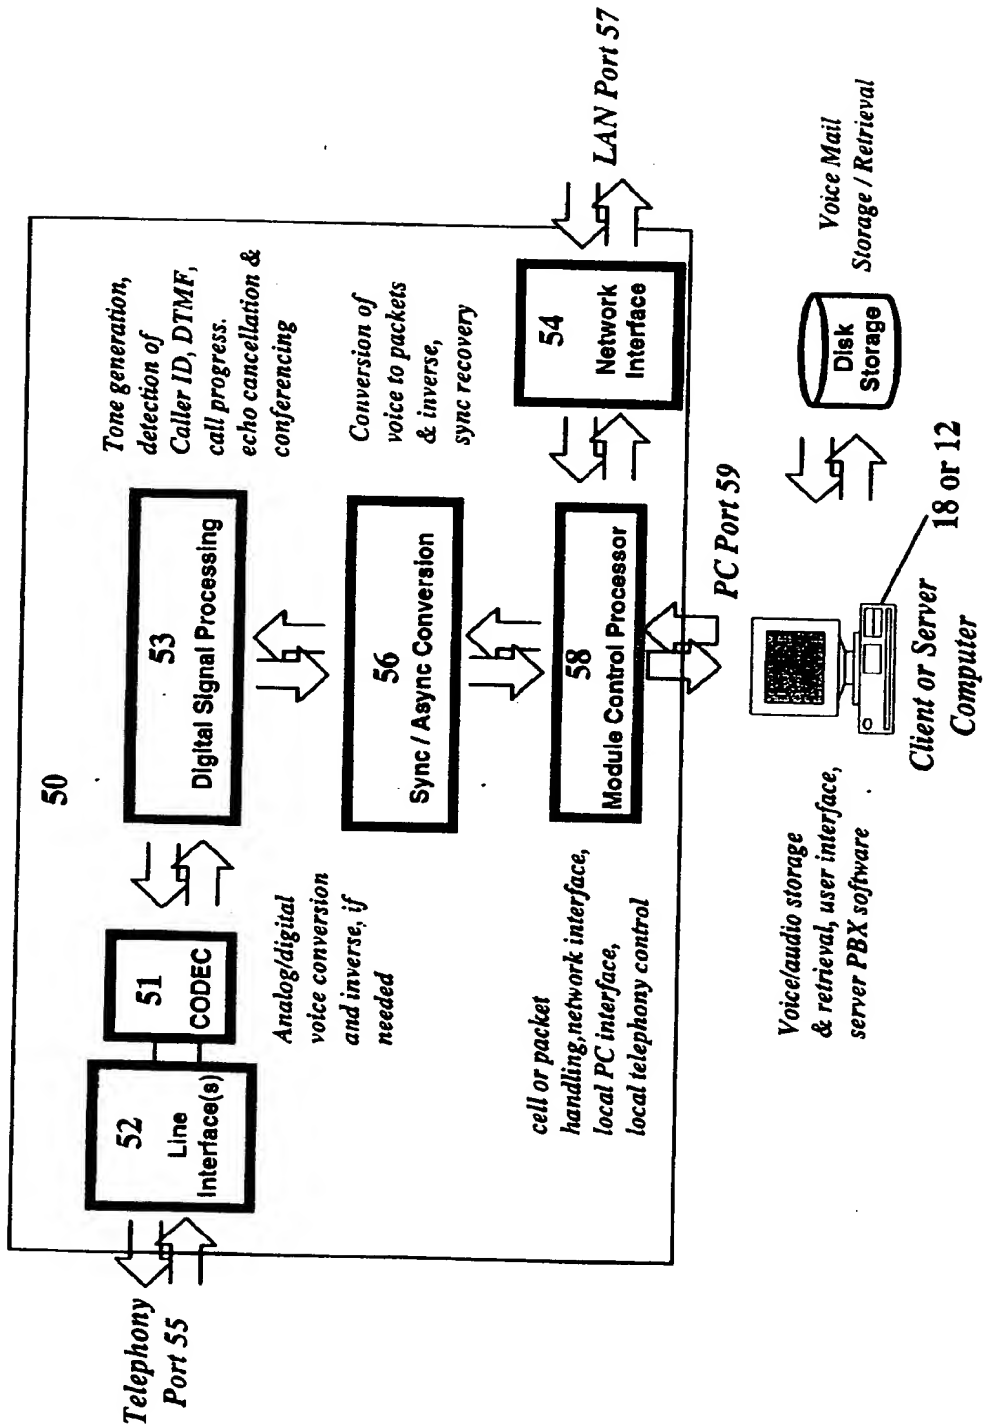 50
Telephony
Port 55
52
Line
Interface(s)
51
CODEC
Analog/digital
voice conversion
and inverse, if
needed
53
Digital Signal Processing
Tone generation,
detection of
Caller ID, DTMF,
call progress.
echo cancellation &
conferencing
56
Sync / Async Conversion
Conversion of
voice to packets
& inverse,
sync recovery
cell or packet
handling,network interface,
local PC interface,
local telephony control
58
Module Control Processor
54
Network
Interface
LAN Port 57
PC Port 59
Voice/audio storage
& retrieval, user interface,
server PBX software
Client or Server
Computer
18 or 12
Disk
Storage
Voice Mail
Storage / Retrieval